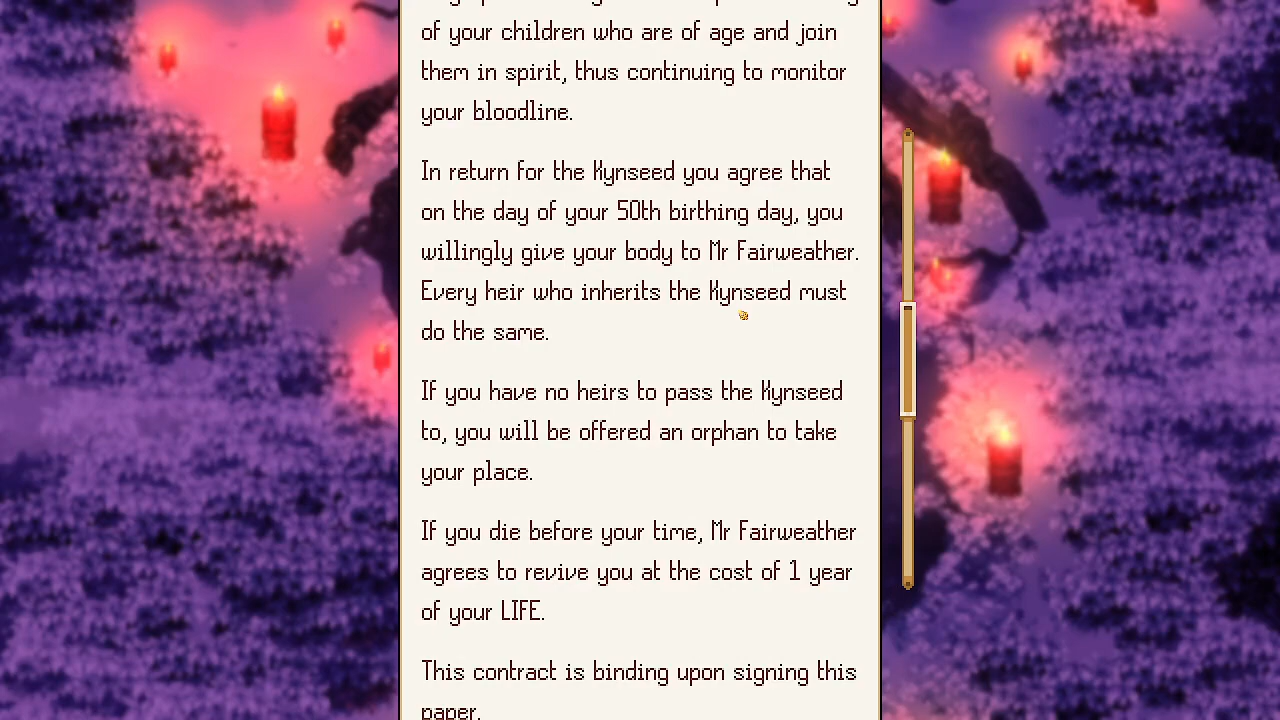 of your children who are of age and join
them in spirit, thus continuing to monitor
your bloodline.
In return for the Kynseed you agree that
on the day of your 50th birthing day, you
willingly give your body to Mr Fairweather.
Every heir who inherits the Kynseed must
do the same.
If you have no heirs to pass the Kynseed
to, you will be offered an orphan to take
your place.
If you die before your time, Mr Fairweather
agrees to revive you at the cost of 1 year
of your LIFE.
This contract is binding upon signing this
paper.